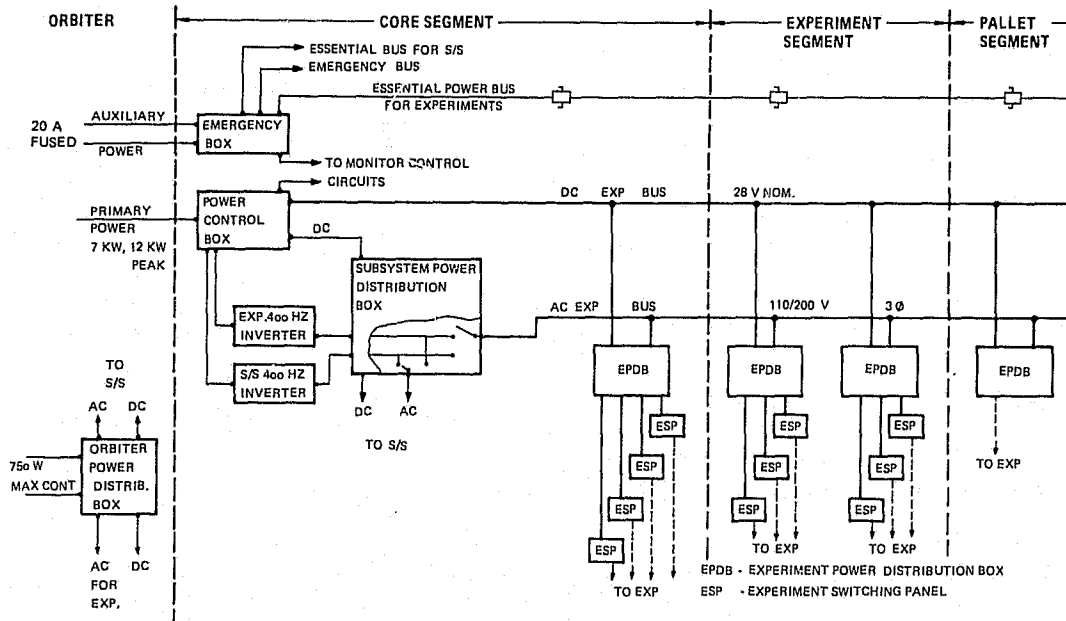 ORBITER
CORE SEGMENT
EXPERIMENT
SEGMENT
PALLET
SEGMENT
ESSENTIAL BUS FOR S/S
EMERGENCY BUS
ESSENTIAL POWER BUS
FOR EXPERIMENTS
AUXILIARY
20 A
FUSED
POWER
EMERGENCY
BOX
TO MONITOR CONTROL
CIRCUITS
PRIMARY
POWER
7 KW, 12 KW
PEAK
POWER
CONTROL
BOX
DC
DC EXP BUS
28 V NOM.
SUBSYSTEM POWER
DISTRIBUTION
BOX
EXP. 400 HZ
INVERTER
S/S 400 HZ
INVERTER
DC AC
TO S/S
AC EXP BUS
110/200 V
3 Ø
EPDB
EPDB
EPDB
EPDB
ESP
ESP
ESP
ESP
TO EXP
ESP
ESP
ESP
TO EXP
ESP
ESP
ESP
TO EXP
TO EXP
TO
S/S
AC DC
750 W
MAX CONT
ORBITER
POWER
DISTRIB.
BOX
AC DC
FOR
EXP.
EPDB - EXPERIMENT POWER DISTRIBUTION BOX
ESP - EXPERIMENT SWITCHING PANEL